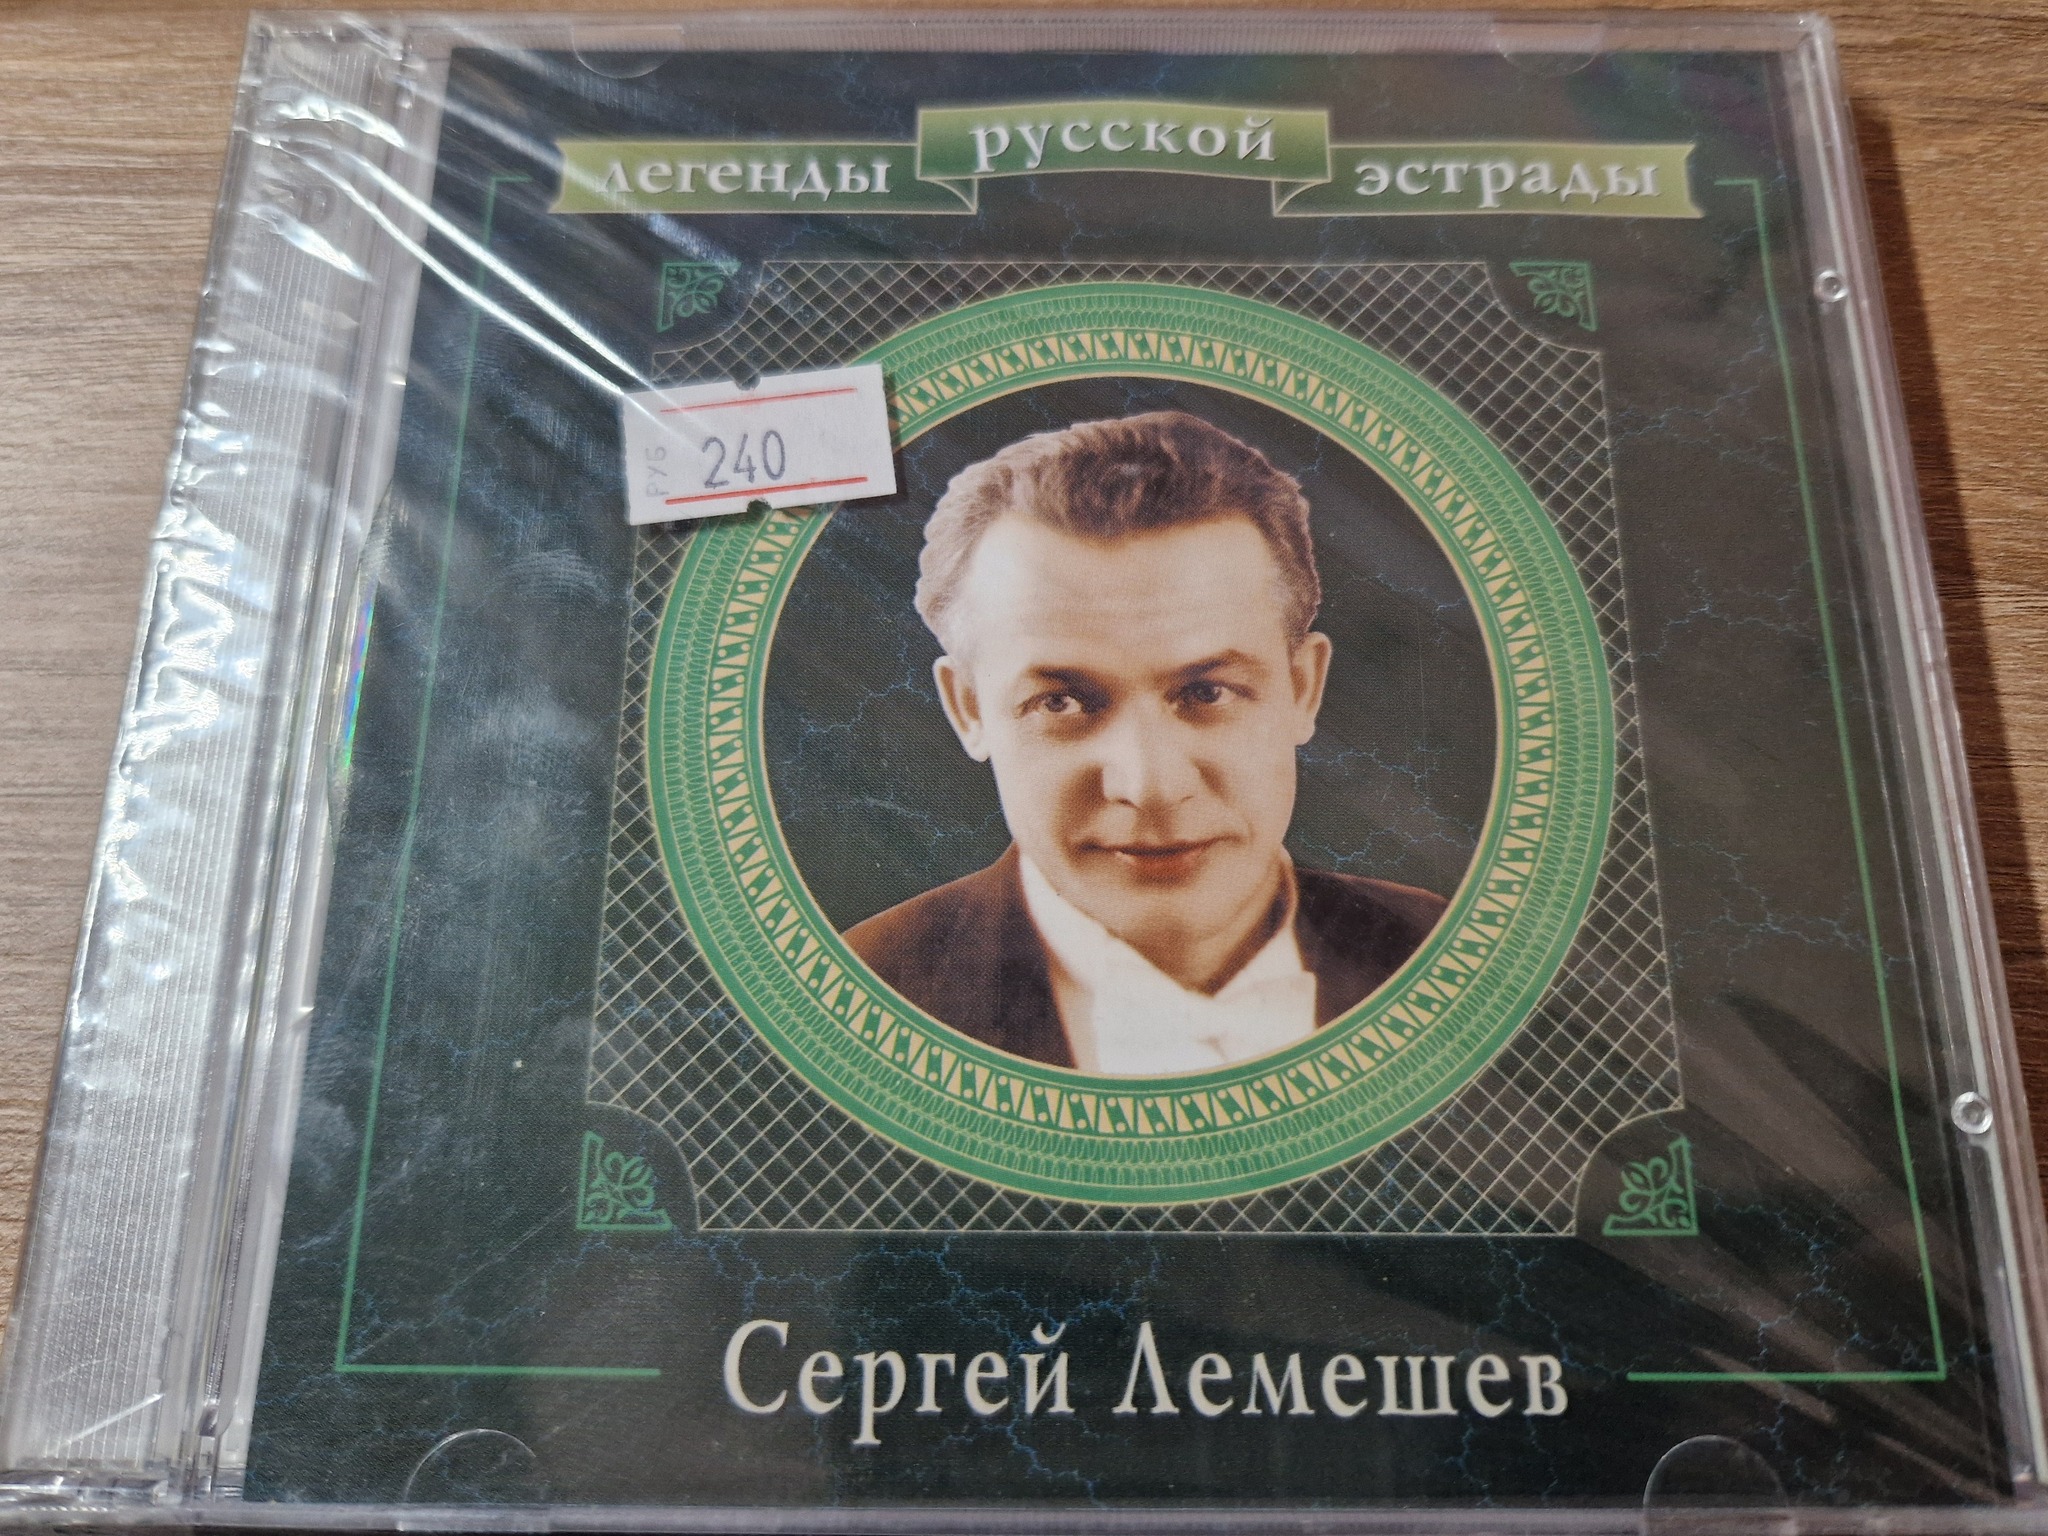 легенды русской эстрады
РУБ 240
Сергей Лемешев